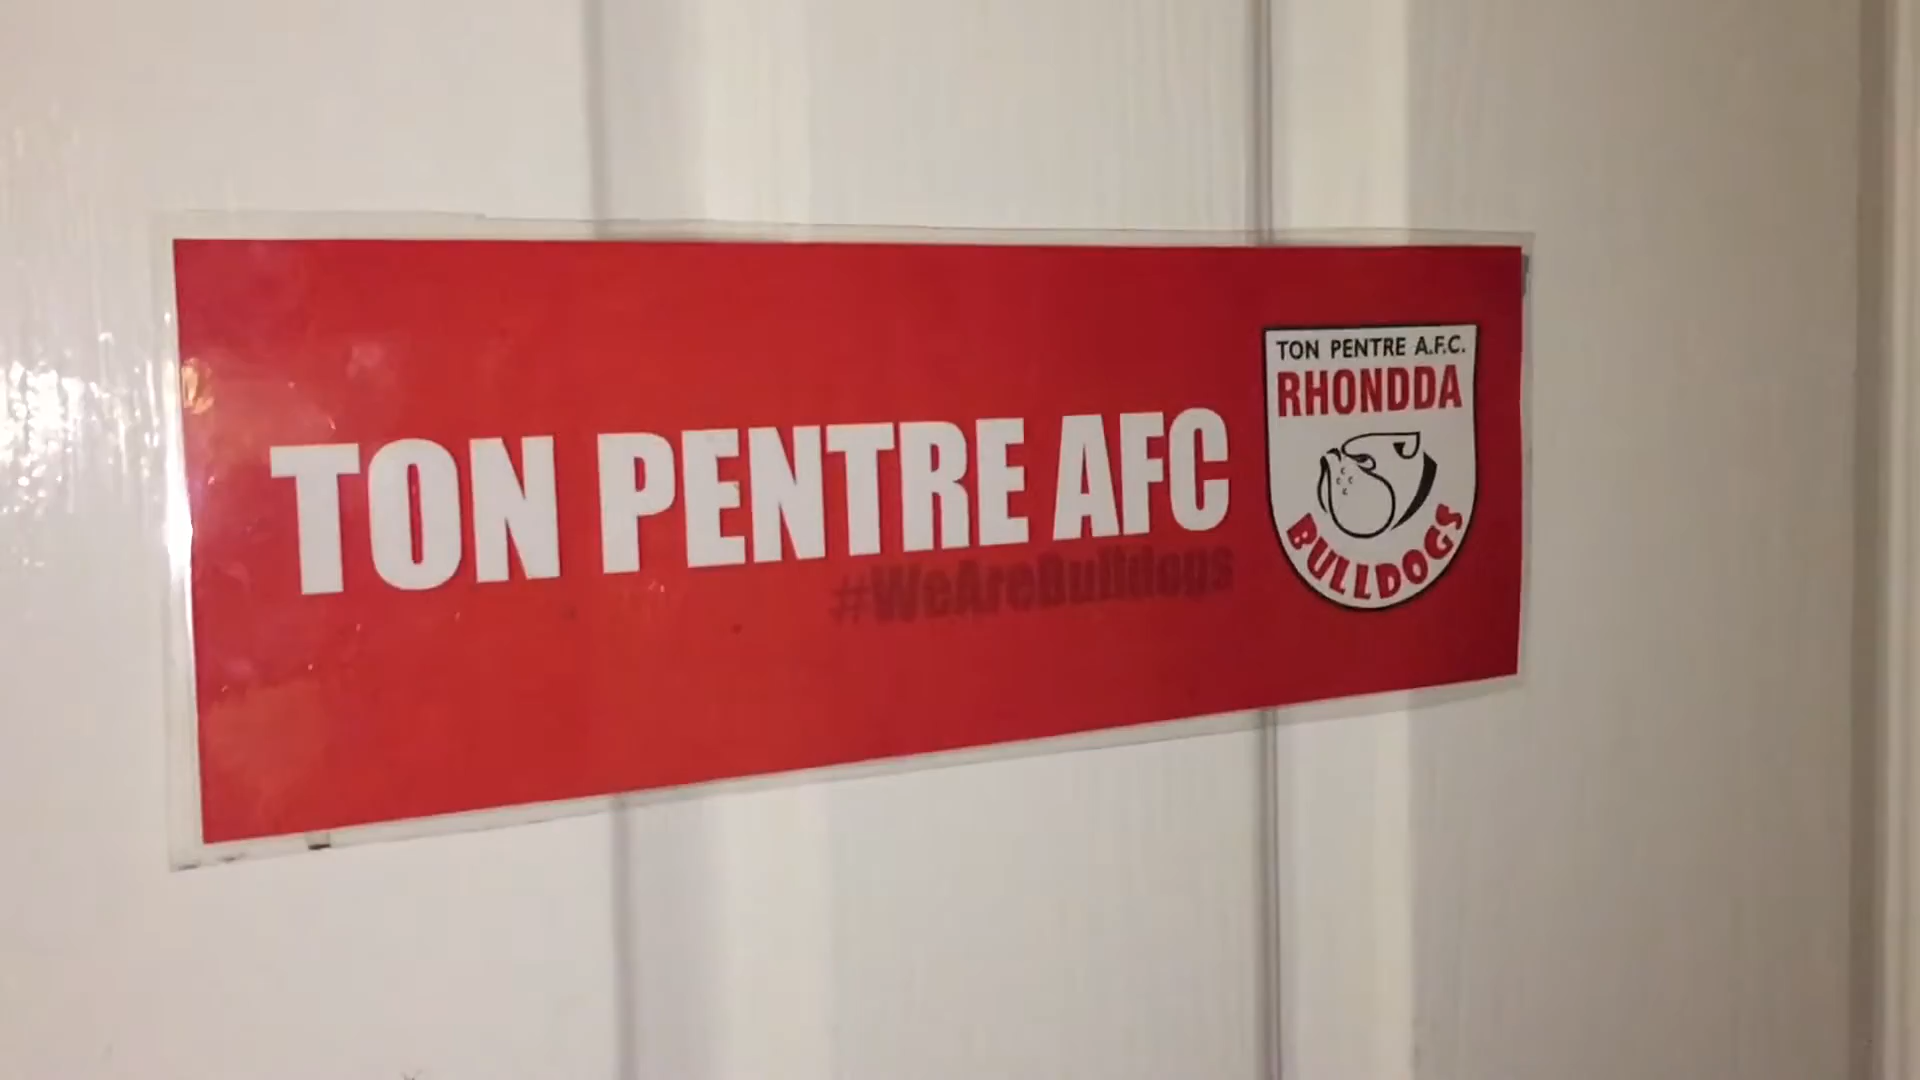 TON PENTRE AFC
#WeAreBulldogs
TON PENTRE A.F.C.
RHONDDA
BULLDOGS